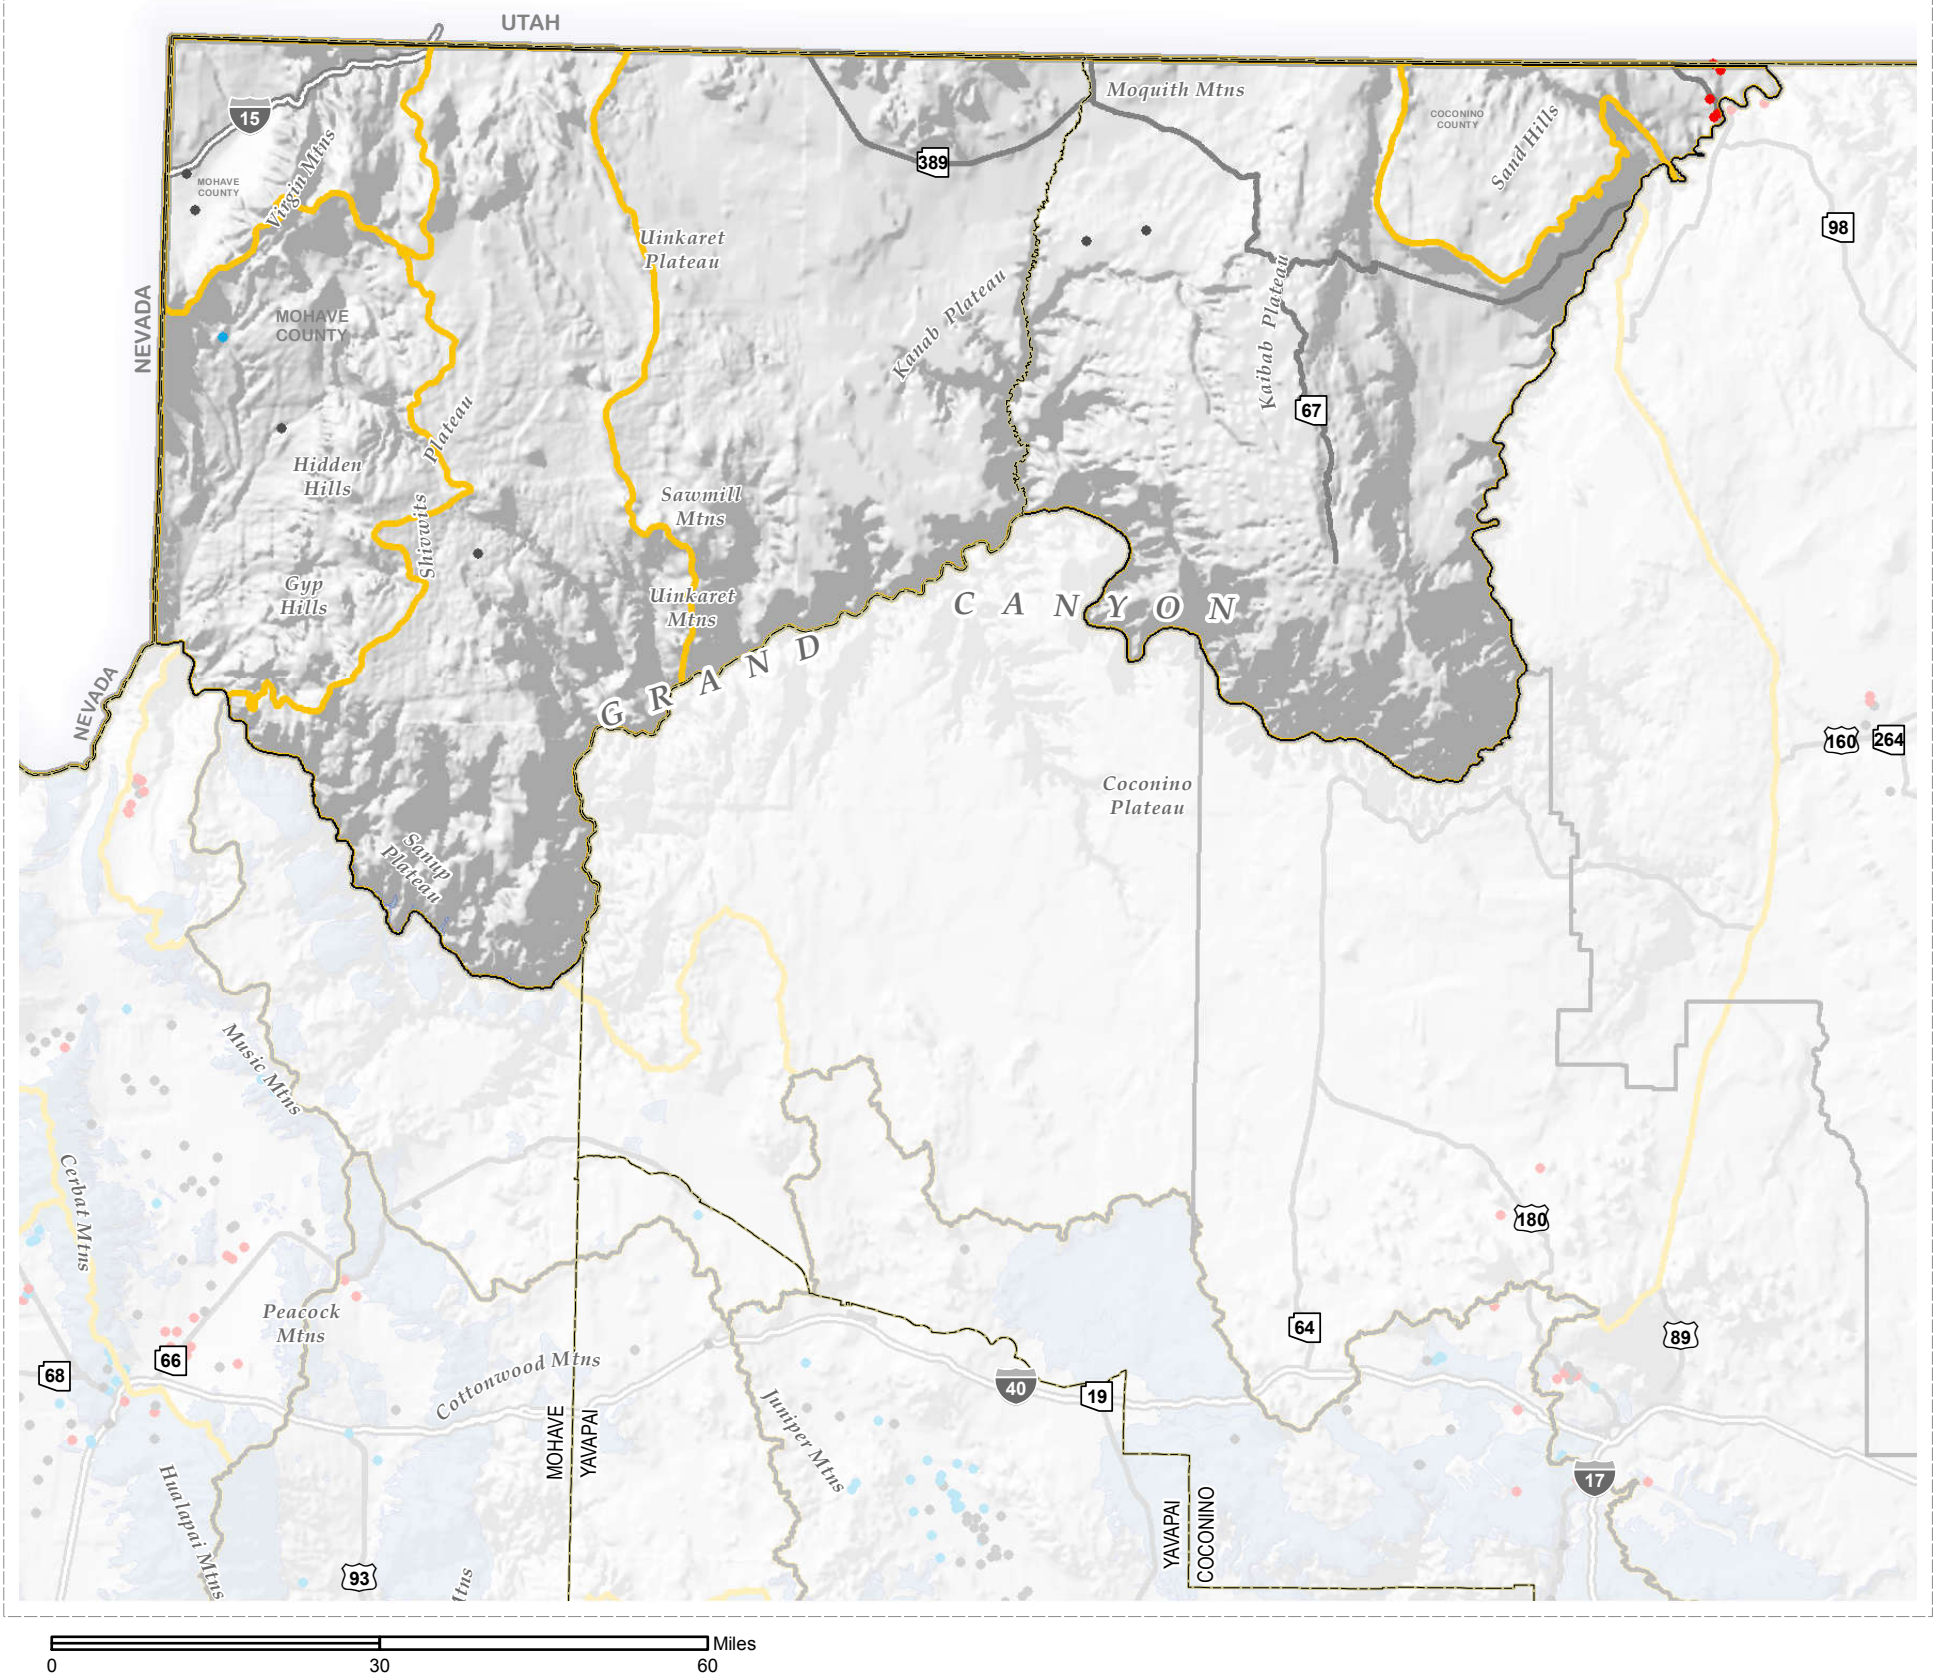 UTAH
Moquith Mtns
15
COCONINO
COUNTY
Sand Hills
389
Virgin Mtns
MOHAVE
COUNTY
98
Uinkaret
Plateau
Kanab Plateau
Kaibab Plateau
NEVADA
MOHAVE
COUNTY
67
Plateau
Hidden
Hills
Shivwits
Sawmill
Mtns
Gyp
Hills
Uinkaret
Mtns
GRAND
CANYON
NEVADA
160
264
Coconino
Plateau
Sanup
Plateau
Music Mtns
Cerbat Mtns
180
Peacock
Mtns
64
89
66
68
Cottonwood Mtns
40
19
Juniper Mtns
MOHAVE
YAVAPAI
Hualapai Mtns
17
YAVAPAI
COCONINO
93
Mtns
Miles
0
30
60